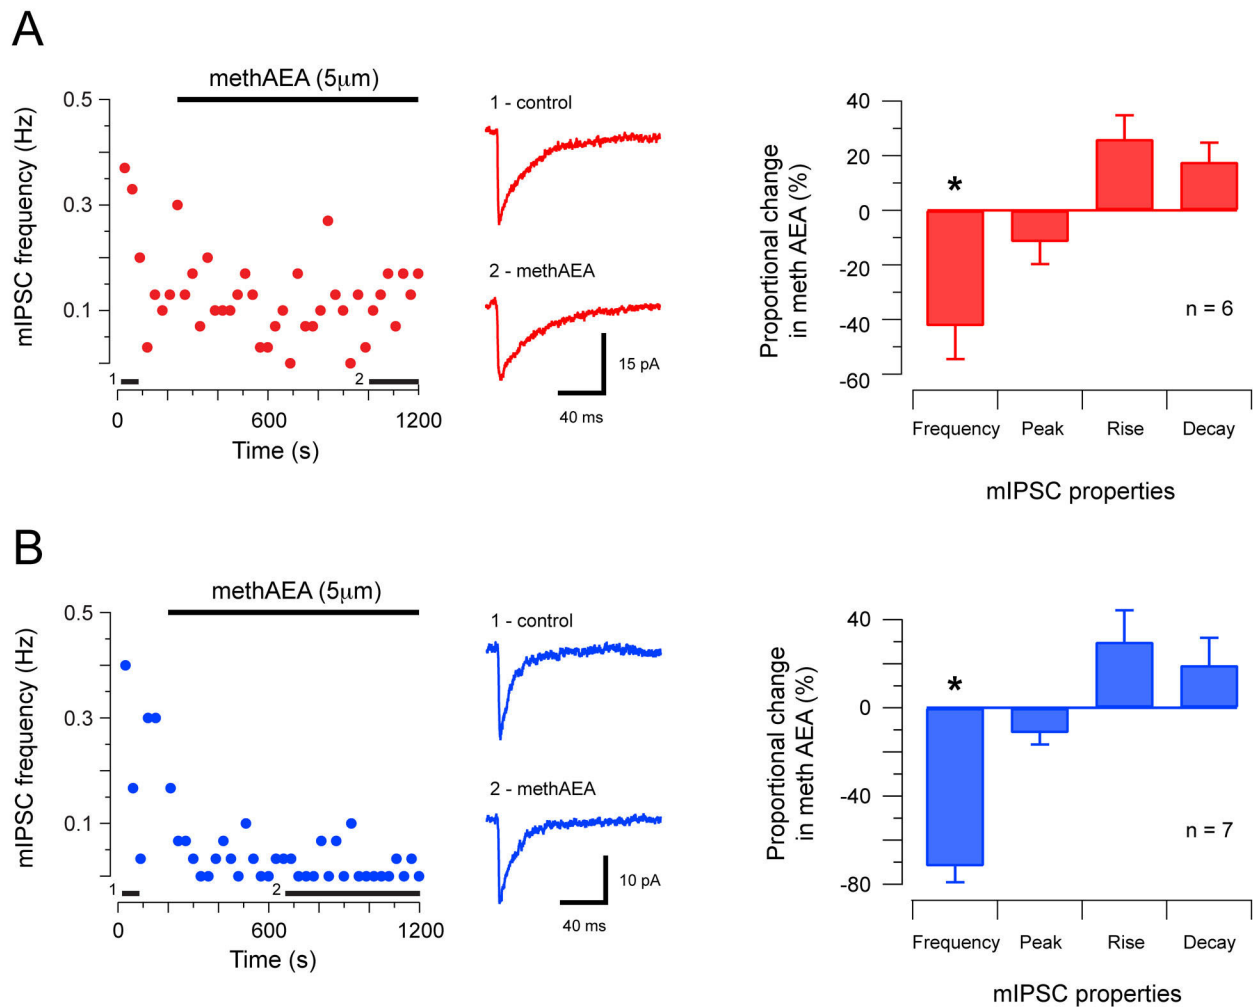 A
methAEA (5μm)
mIPSC frequency (Hz)
0.5
0.3
0.1
1
2
0
600
1200
Time (s)
1 - control
2 - methAEA
15 pA
40 ms
Proportional change
in meth AEA (%)
40
20
0
-20
-40
-60
*
n = 6
Frequency
Peak
Rise
Decay
mIPSC properties
B
methAEA (5μm)
mIPSC frequency (Hz)
0.5
0.3
0.1
1
2
0
600
1200
Time (s)
1 - control
2 - methAEA
10 pA
40 ms
Proportional change
in meth AEA (%)
40
0
-40
-80
*
n = 7
Frequency
Peak
Rise
Decay
mIPSC properties